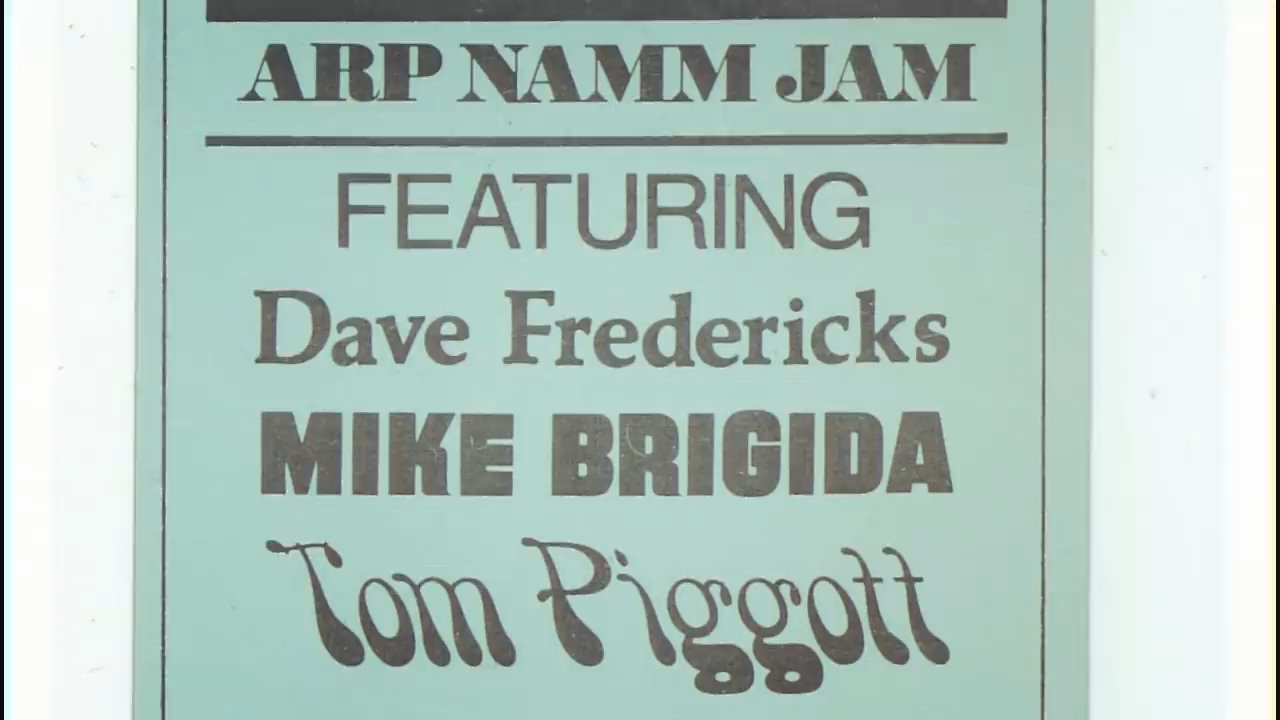 ARP NAMM JAM
FEATURING
Dave Fredericks
MIKE BRIGIDA
Tom Piggott